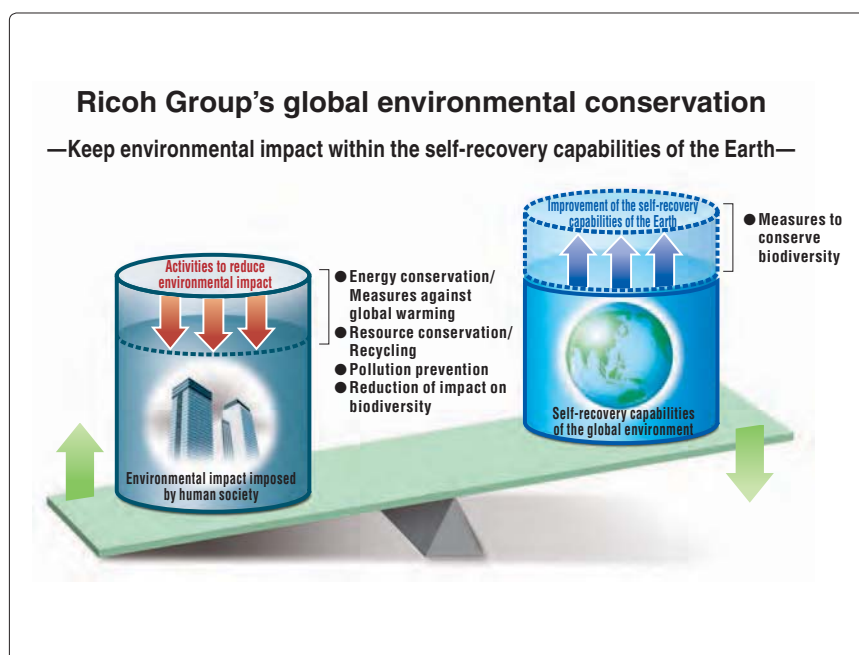 Ricoh Group's global environmental conservation
—Keep environmental impact within the self-recovery capabilities of the Earth—
Improvement of the self-recovery
capabilities of the Earth
● Measures to
conserve
biodiversity
Activities to reduce
environmental impact
● Energy conservation/
Measures against
global warming
● Resource conservation/
Recycling
● Pollution prevention
● Reduction of impact on
biodiversity
Self-recovery capabilities
of the global environment
Environmental impact imposed
by human society